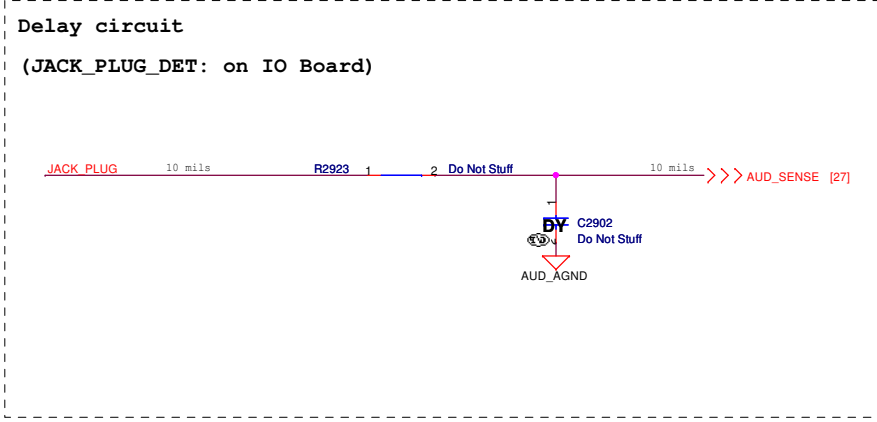 Delay circuit
(JACK_PLUG_DET: on IO Board)
JACK_PLUG 10 mils R2923 1 2 Do Not Stuff 10 mils AUD_SENSE [27]
1
DY C2902
Do Not Stuff
AUD_AGND